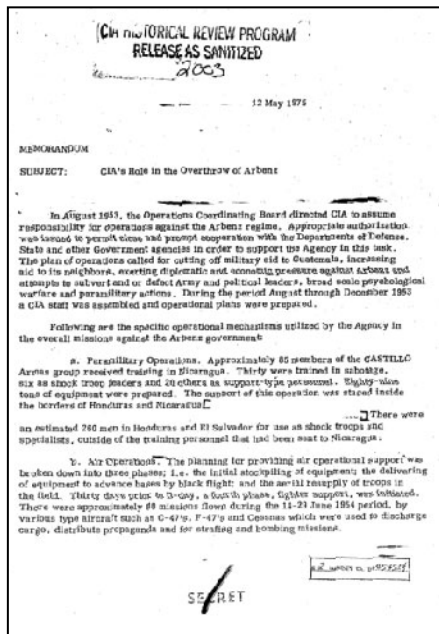 CIA HISTORICAL REVIEW PROGRAM
RELEASE AS SANITIZED
2003
12 May 1975
MEMORANDUM
SUBJECT: CIA's Role in the Overthrow of Arbenz
In August 1953, the Operations Coordinating Board directed CIA to assume
responsibility for operations against the Arbenz regime. Appropriate authorization
was issued to permit close and prompt cooperation with the Departments of Defense,
State and other Government agencies in order to support the Agency in this task.
The plan of operations called for cutting off military aid to Guatemala, increasing
aid to its neighbors, exerting diplomatic and economic pressure against Arbenz and
attempts to subvert and or defect Army and political leaders, broad scale psychological
warfare and paramilitary actions. During the period August through December 1953
a CIA staff was assembled and operational plans were prepared.
Following are the specific operational mechanisms utilized by the Agency in
the overall missions against the Arbenz government:
a. Paramilitary Operations. Approximately 85 members of the CASTILLO
Armas group received training in Nicaragua. Thirty were trained in sabotage,
six as shock troop leaders and 20 others as support-type personnel. Eighty-nine
tons of equipment were prepared. The support of this operation was staged inside
the borders of Honduras and Nicaragua[
] There were
an estimated 260 men in Honduras and El Salvador for use as shock troops and
specialists, outside of the training personnel that had been sent to Nicaragua.
b. Air Operations. The planning for providing air operational support was
broken down into three phases; i.e. the initial stockpiling of equipment; the delivering
of equipment to advance bases by black flight; and the aerial resupply of troops in
the field. Thirty days prior to D-day, a fourth phase, fighter support, was initiated.
There were approximately 80 missions flown during the 14-29 June 1954 period, by
various type aircraft such as C-47's, F-47's and Cessnas which were used to discharge
cargo, distribute propaganda and for strafing and bombing missions.
SECRET